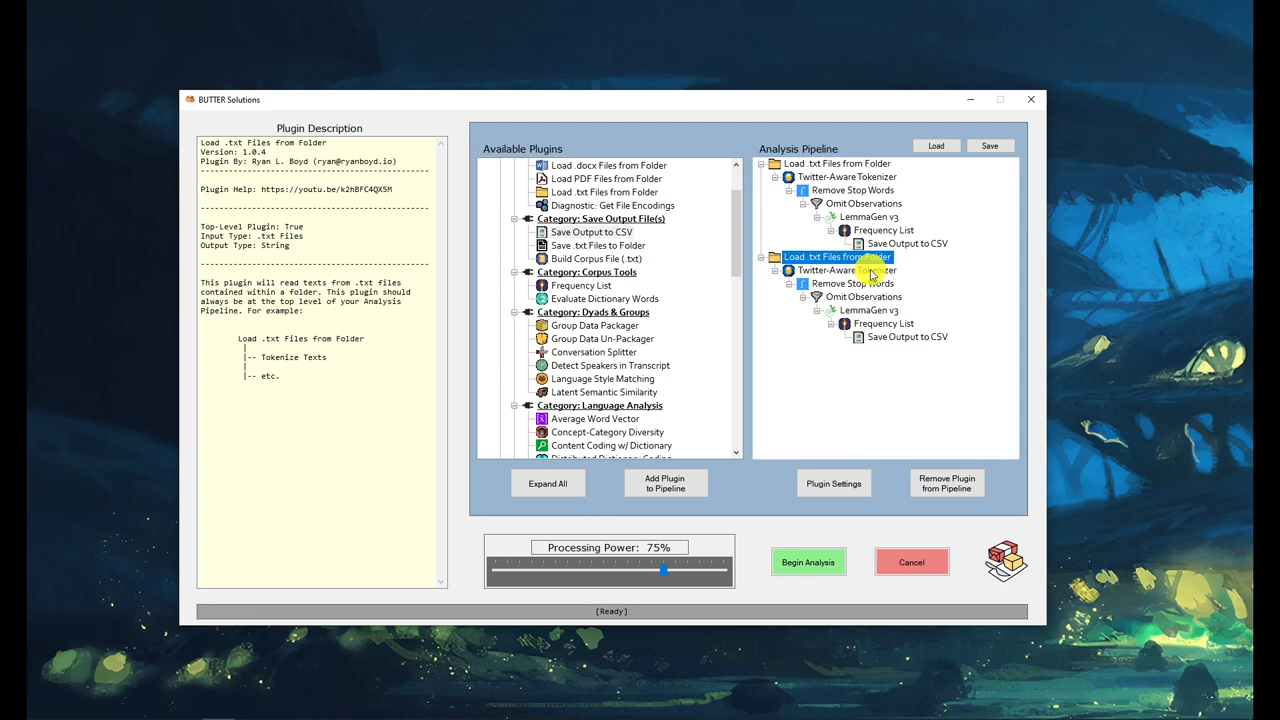 BUTTER Solutions
Plugin Description
Load .txt Files from Folder
Version: 1.0.4
Plugin By: Ryan L. Boyd (ryan@ryanboyd.io)
Plugin Help: https://youtu.be/k2hBFC4QX5M
Top-Level Plugin: True
Input Type: .txt Files
Output Type: String
This plugin will read texts from .txt files
contained within a folder. This plugin should
always be at the top level of your Analysis
Pipeline. For example:
Load .txt Files from Folder
|
|-- Tokenize Texts
|
|-- etc.
Available Plugins
Load .docx Files from Folder
Load PDF Files from Folder
Load .txt Files from Folder
Diagnostic: Get File Encodings
Category: Save Output File(s)
Save Output to CSV
Save .txt Files to Folder
Build Corpus File (.txt)
Category: Corpus Tools
Frequency List
Evaluate Dictionary Words
Category: Dyads & Groups
Group Data Packager
Group Data Un-Packager
Conversation Splitter
Detect Speakers in Transcript
Language Style Matching
Latent Semantic Similarity
Category: Language Analysis
Average Word Vector
Concept-Category Diversity
Content Coding w/ Dictionary
Distributed Dictionary Coding
Expand All
Add Plugin
to Pipeline
Analysis Pipeline
Load
Save
Load .txt Files from Folder
Twitter-Aware Tokenizer
Remove Stop Words
Omit Observations
LemmaGen v3
Frequency List
Save Output to CSV
Load .txt Files from Folder
Twitter-Aware Tokenizer
Remove Stop Words
Omit Observations
LemmaGen v3
Frequency List
Save Output to CSV
Plugin Settings
Remove Plugin
from Pipeline
Processing Power: 75%
Begin Analysis
Cancel
[Ready]